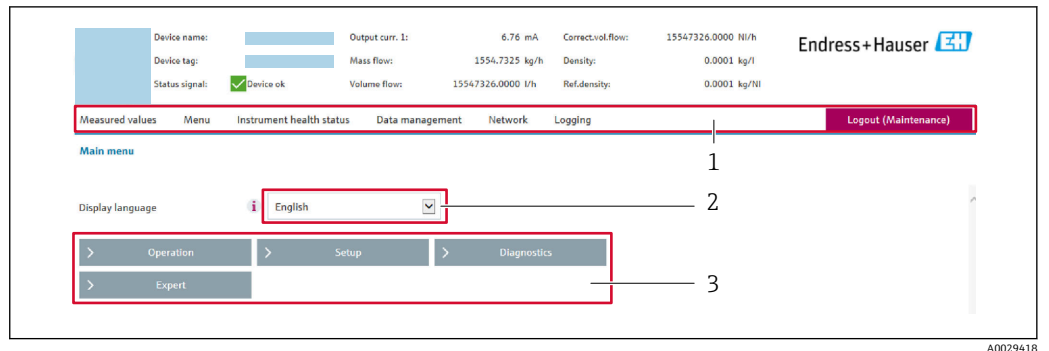 Device name: Output curr. 1: 6.76 mA Correct.vol.flow: 15547326.0000 Nl/h
Endress+Hauser EH
Device tag: Mass flow: 1554.7325 kg/h Density: 0.0001 kg/l
Status signal: Device ok Volume flow: 15547326.0000 l/h Ref.density: 0.0001 kg/Nl
Measured values Menu Instrument health status Data management Network Logging Logout (Maintenance)
1
Main menu
Display language i English 2
> Operation > Setup > Diagnostics
> Expert 3
A0029418